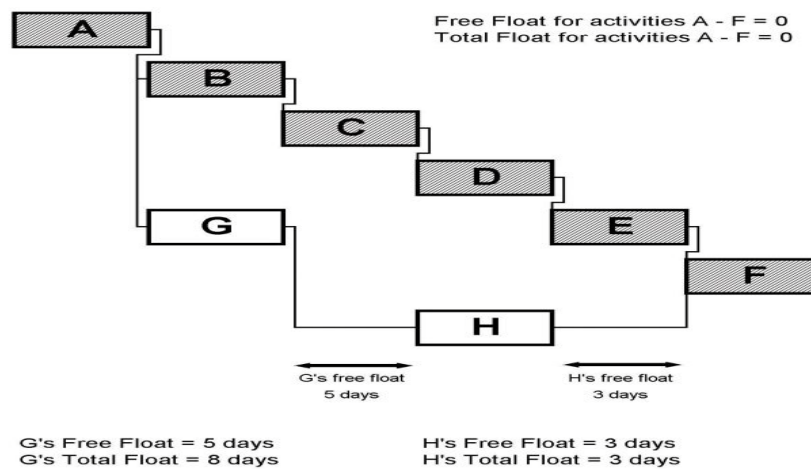 A
Free Float for activities A - F = 0
Total Float for activities A - F = 0
B
C
D
G
E
F
H
G's free float
5 days
H's free float
3 days
G's Free Float = 5 days
G's Total Float = 8 days
H's Free Float = 3 days
H's Total Float = 3 days